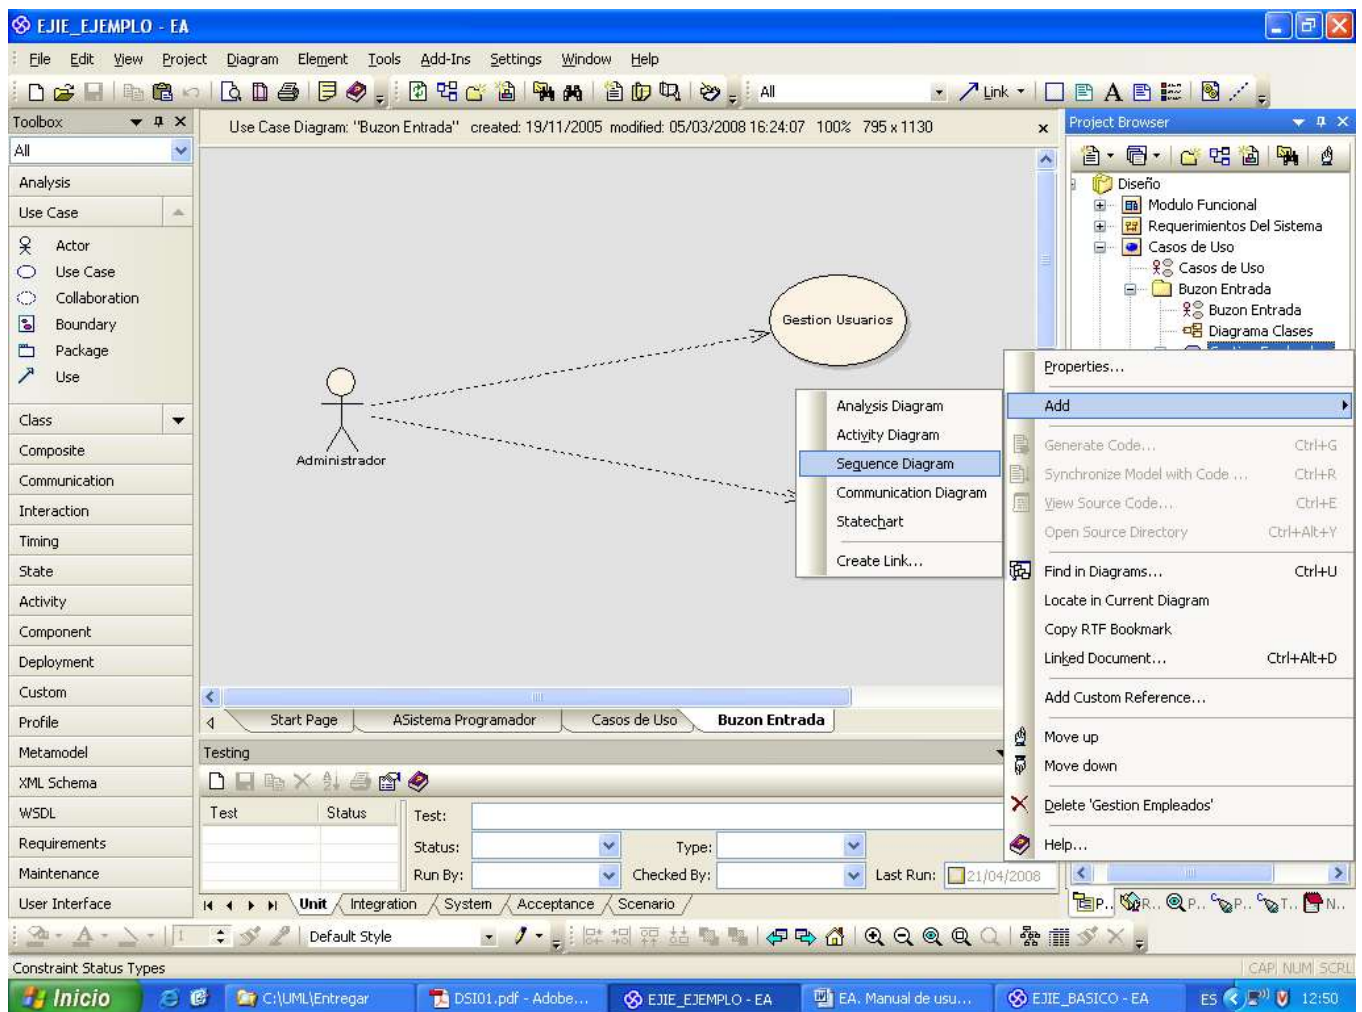 EJIE_EJEMPLO - EA
File Edit View Project Diagram Element Tools Add-Ins Settings Window Help
All Link
Toolbox
Use Case Diagram: "Buzon Entrada" created: 19/11/2005 modified: 05/03/2008 16:24:07 100% 795 x 1130
Project Browser
All
Analysis
Use Case
Actor
Use Case
Collaboration
Boundary
Package
Use
Class
Composite
Communication
Interaction
Timing
State
Activity
Component
Deployment
Custom
Profile
Metamodel
XML Schema
WSDL
Requirements
Maintenance
User Interface
Gestion Usuarios
Administrador
Diseño
Modulo Funcional
Requerimientos Del Sistema
Casos de Uso
Casos de Uso
Buzon Entrada
Buzon Entrada
Diagrama Clases
Analysis Diagram
Activity Diagram
Sequence Diagram
Communication Diagram
Statechart
Create Link...
Properties...
Add
Generate Code... Ctrl+G
Synchronize Model with Code ... Ctrl+R
View Source Code... Ctrl+E
Open Source Directory Ctrl+Alt+Y
Find in Diagrams... Ctrl+U
Locate in Current Diagram
Copy RTF Bookmark
Linked Document... Ctrl+Alt+D
Add Custom Reference...
Move up
Move down
Delete 'Gestion Empleados'
Help...
Start Page ASistema Programador Casos de Uso Buzon Entrada
Testing
Test Status
Test:
Status: Type:
Run By: Checked By: Last Run: 21/04/2008
Unit Integration System Acceptance Scenario
P.. R.. P.. P.. T.. N..
Default Style
Constraint Status Types
CAP NUM SCRL
Inicio C:\UML\Entregar DSI01.pdf - Adobe... EJIE_EJEMPLO - EA EA. Manual de usu... EJIE_BASICO - EA ES 12:50